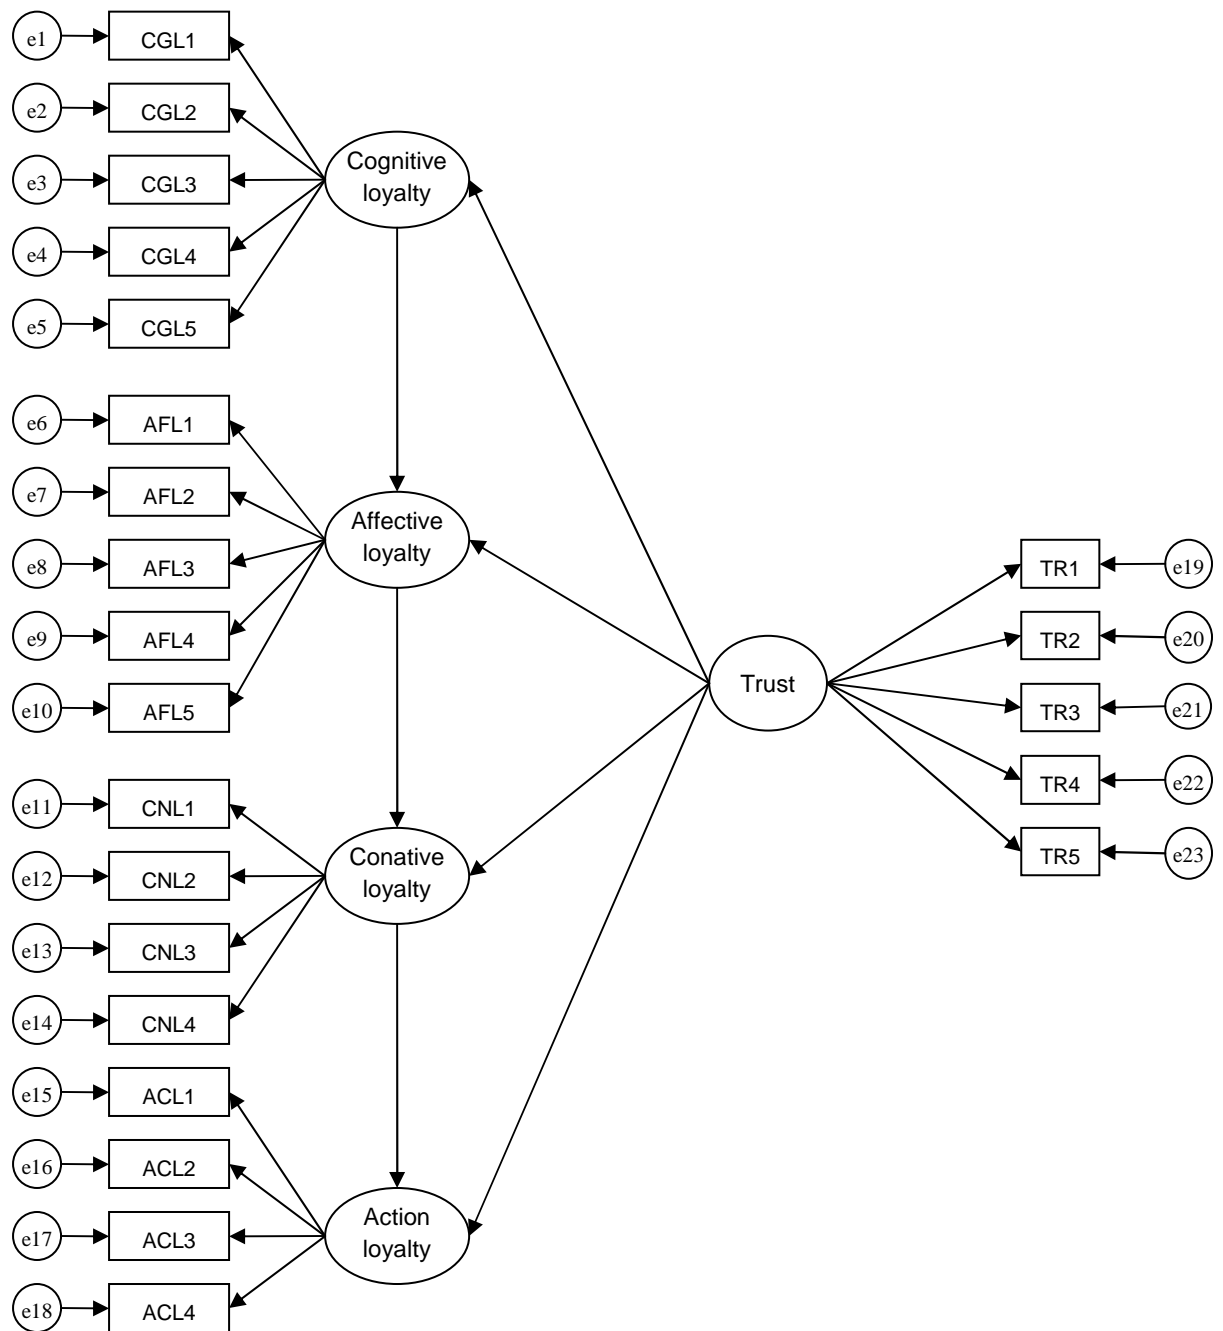 e1
CGL1
e2
CGL2
e3
CGL3
e4
CGL4
e5
CGL5
Cognitive
loyalty
e6
AFL1
e7
AFL2
e8
AFL3
e9
AFL4
e10
AFL5
Affective
loyalty
e11
CNL1
e12
CNL2
e13
CNL3
e14
CNL4
Conative
loyalty
e15
ACL1
e16
ACL2
e17
ACL3
e18
ACL4
Action
loyalty
Trust
TR1
e19
TR2
e20
TR3
e21
TR4
e22
TR5
e23